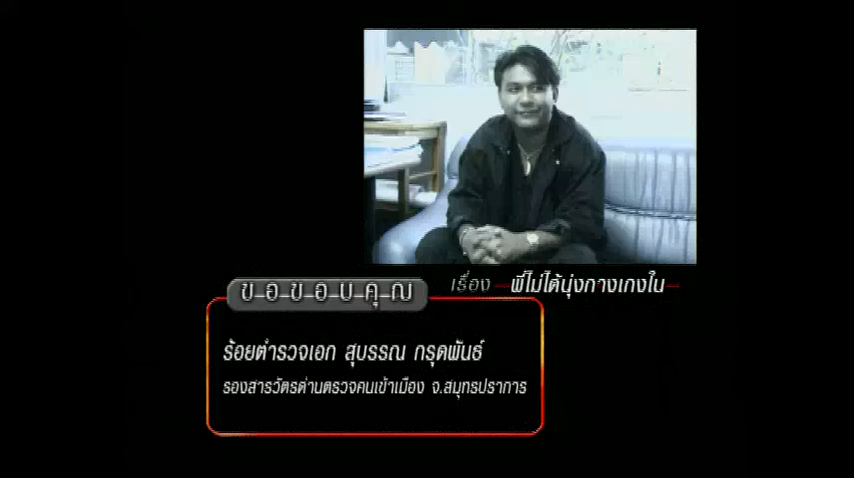 เรื่อง พี่ไม่ได้นุ่งกางเกงใน
ขอขอบคุณ
ร้อยตำรวจเอก สุบรรณ กรุดพันธ์
รองสารวัตรด่านตรวจคนเข้าเมือง จ.สมุทรปราการ